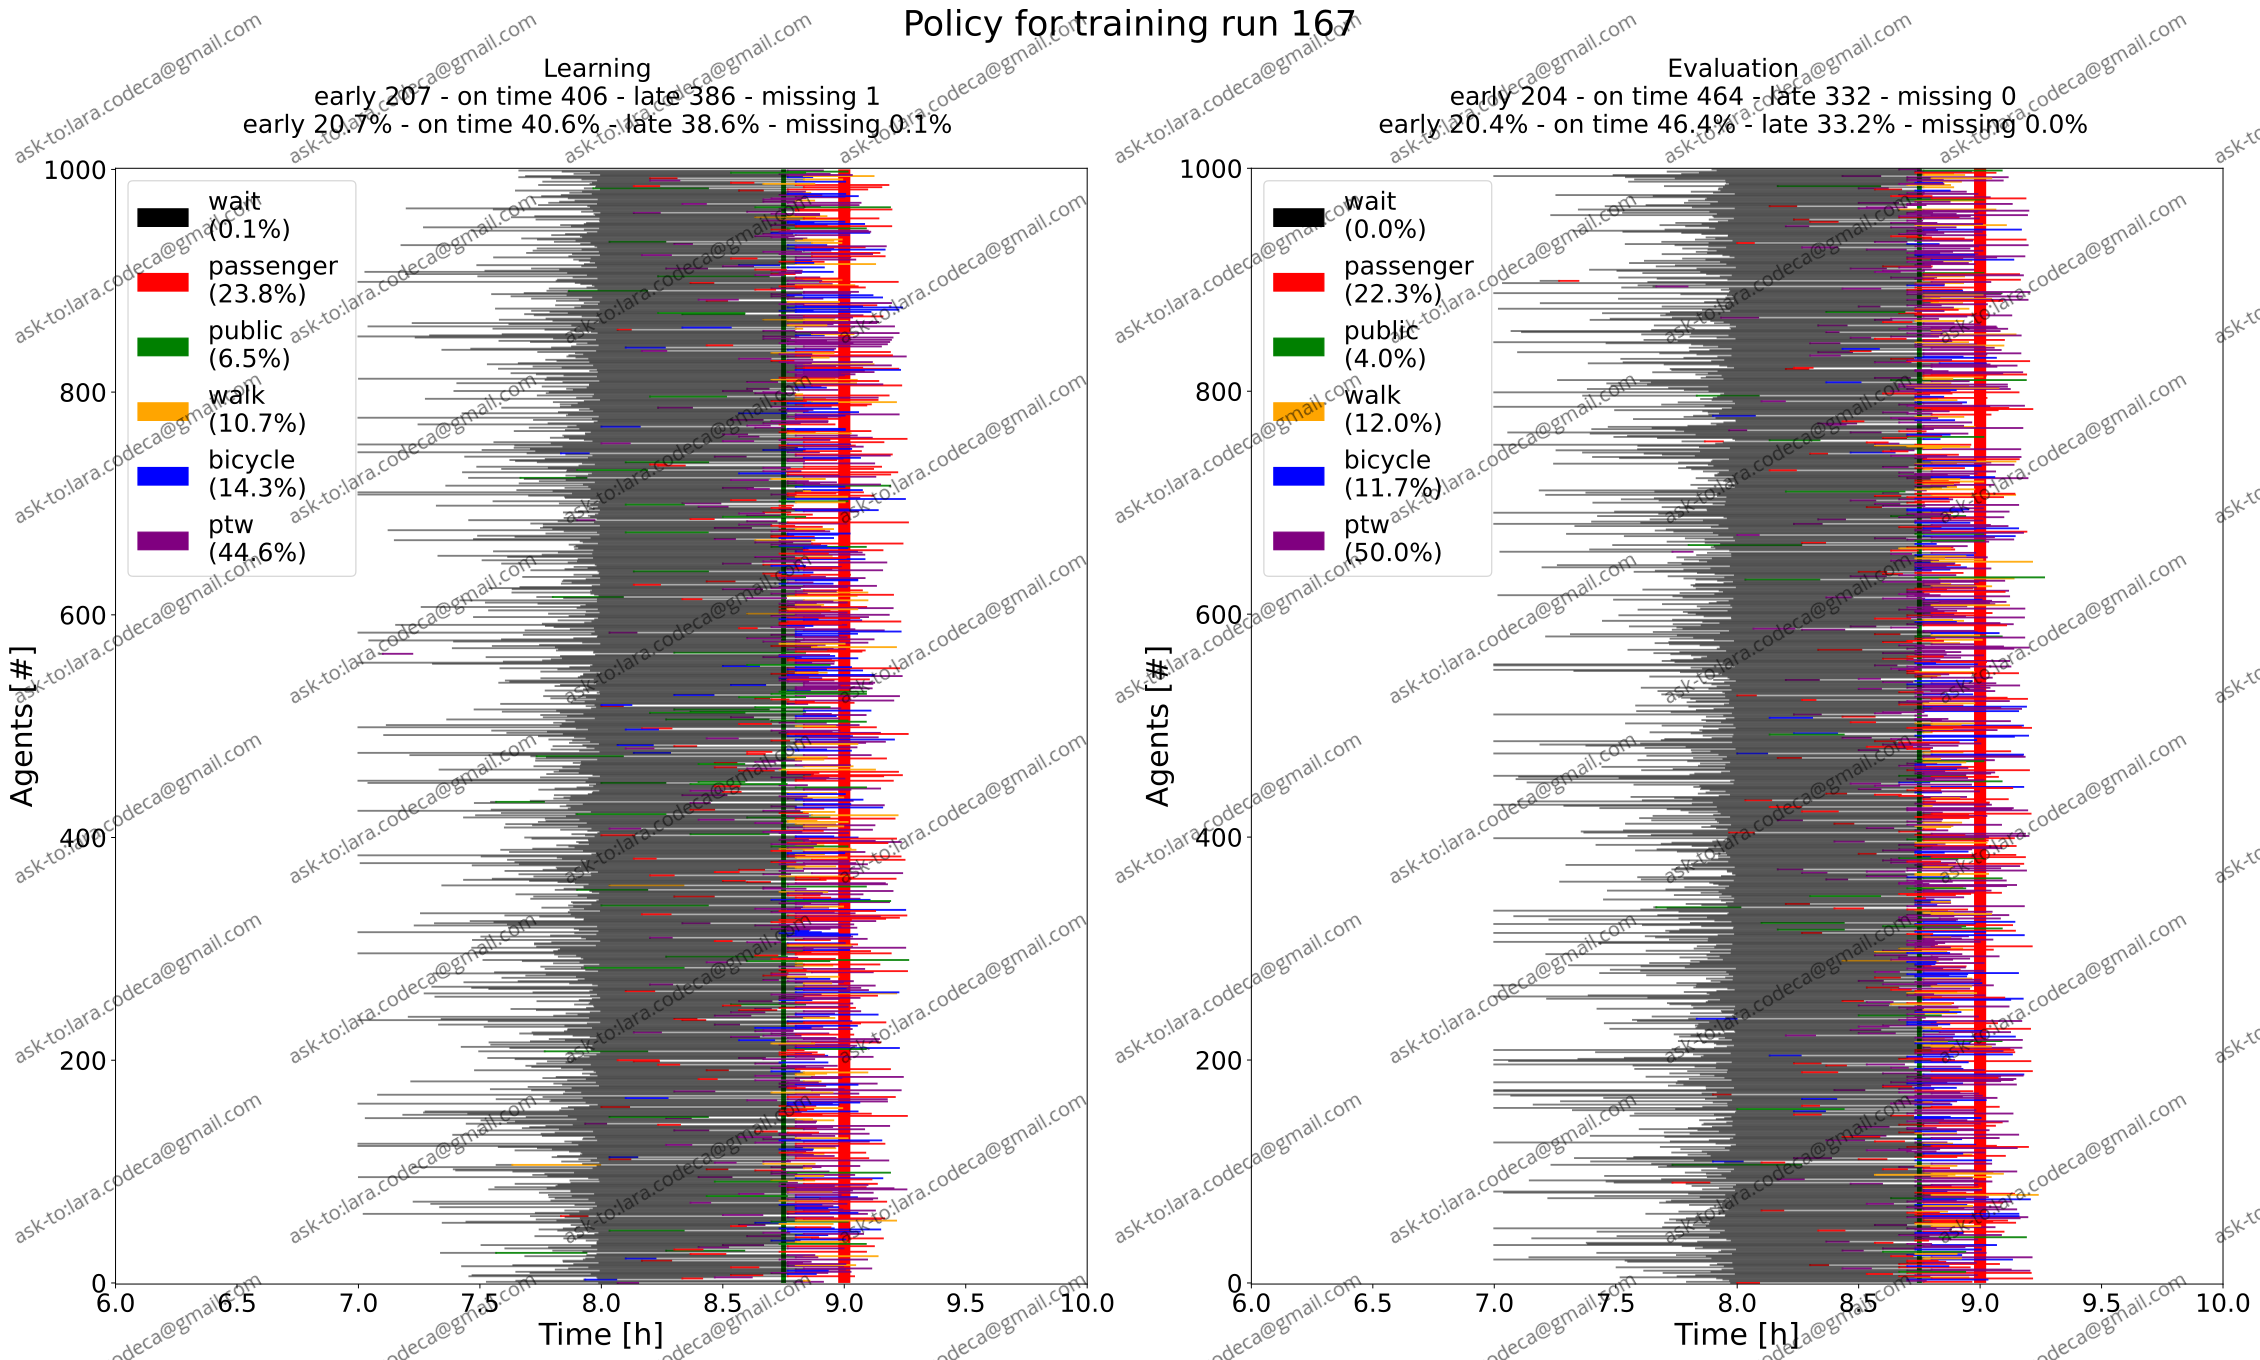 Policy for training run 167
Learning
early 207 - on time 406 - late 386 - missing 1
early 20.7% - on time 40.6% - late 38.6% - missing 0.1%
1000
800
600
400
200
0
Agents [#]
wait
(0.1%)
passenger
(23.8%)
public
(6.5%)
walk
(10.7%)
bicycle
(14.3%)
ptw
(44.6%)
6.0 6.5 7.0 7.5 8.0 8.5 9.0 9.5 10.0
Time [h]
Evaluation
early 204 - on time 464 - late 332 - missing 0
early 20.4% - on time 46.4% - late 33.2% - missing 0.0%
1000
800
600
400
200
0
Agents [#]
wait
(0.0%)
passenger
(22.3%)
public
(4.0%)
walk
(12.0%)
bicycle
(11.7%)
ptw
(50.0%)
6.0 6.5 7.0 7.5 8.0 8.5 9.0 9.5 10.0
Time [h]
ask-to:lara.codeca@gmail.com